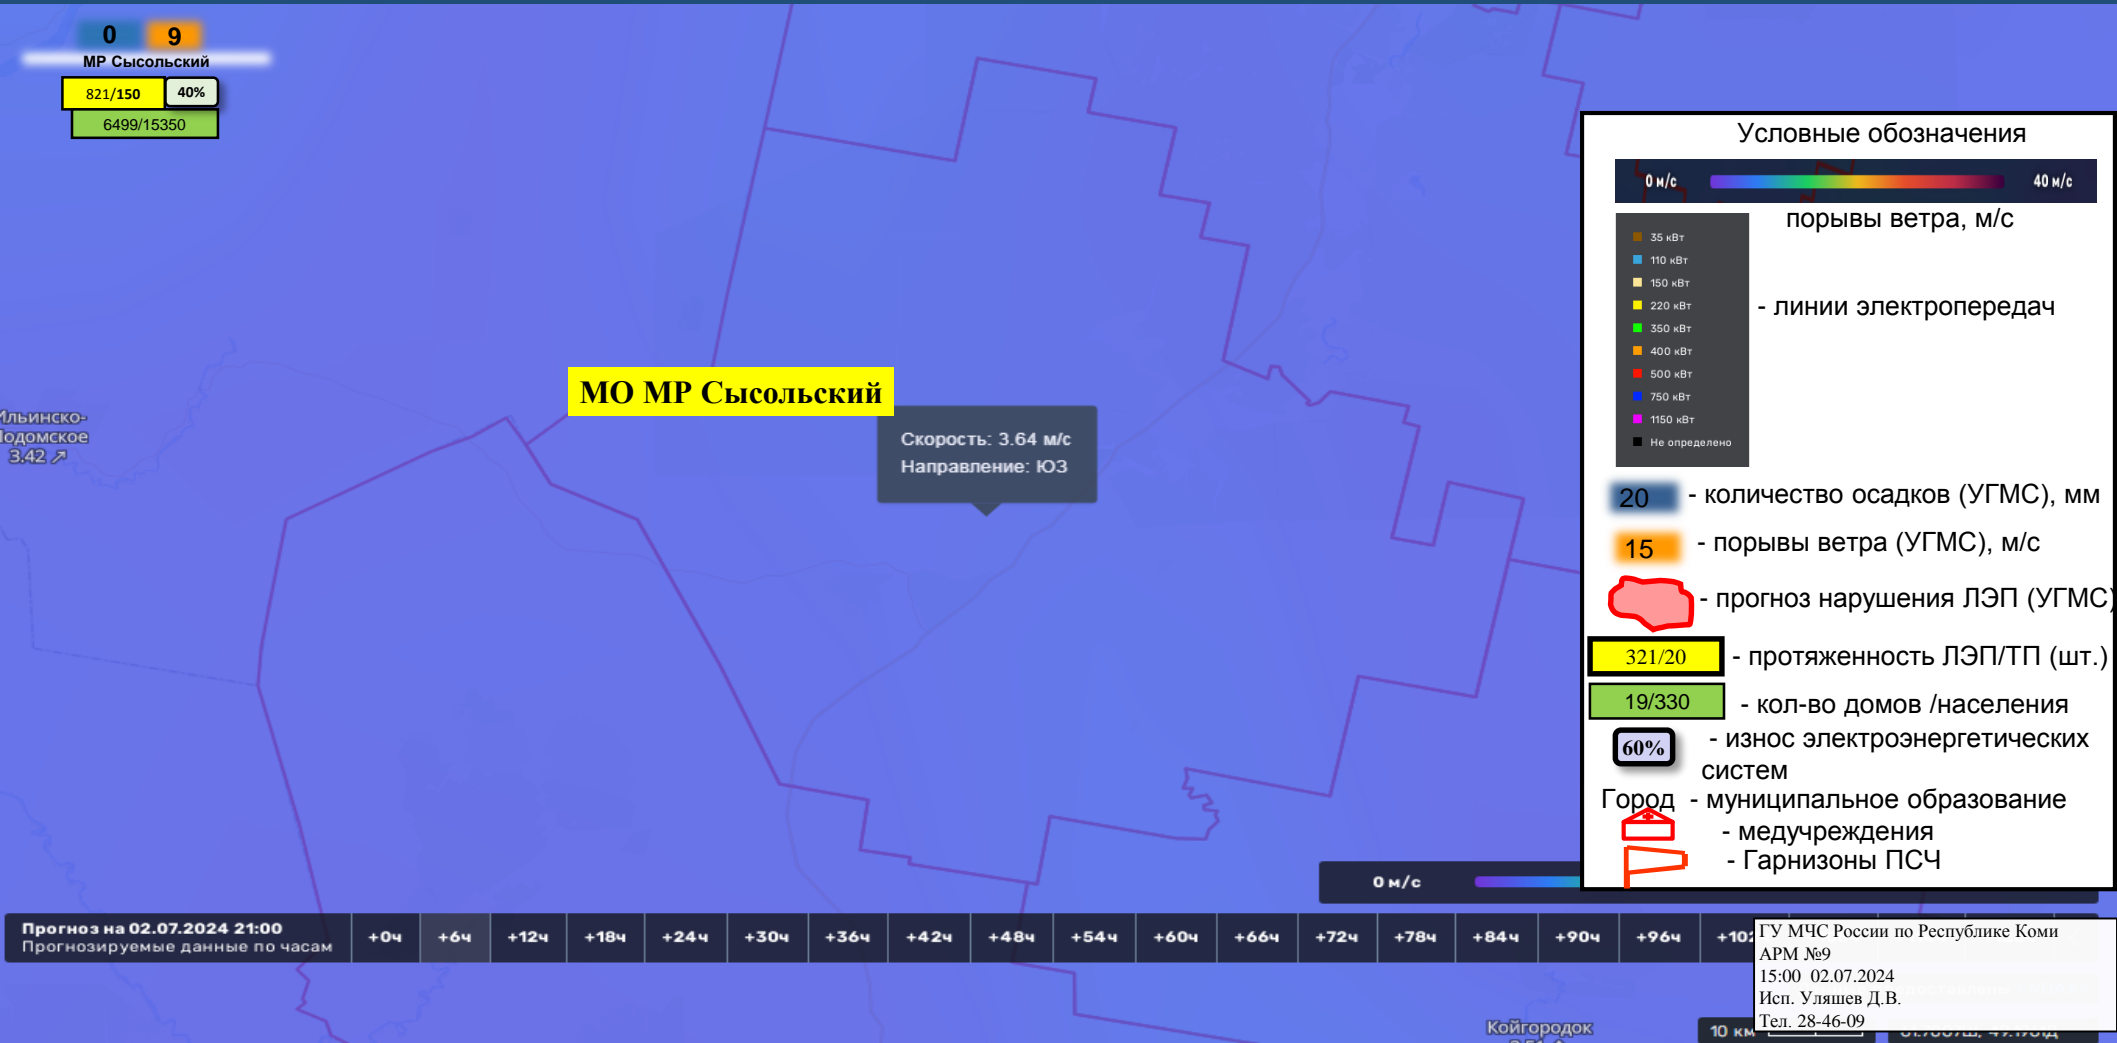 0 9
МР Сысольский
821/150 40%
6499/15350
Условные обозначения
0 м/с 40 м/с
порывы ветра, м/с
35 кВт
110 кВт
150 кВт
220 кВт
- линии электропередач
350 кВт
400 кВт
500 кВт
750 кВт
1150 кВт
Не определено
МО МР Сысольский
Скорость: 3.64 м/с
Направление: ЮЗ
3.42 ↗
20 - количество осадков (УГМС), мм
15 - порывы ветра (УГМС), м/с
- прогноз нарушения ЛЭП (УГМС)
321/20 - протяженность ЛЭП/ТП (шт.)
19/330 - кол-во домов /населения
60% - износ электроэнергетических
систем
Город - муниципальное образование
- медучреждения
- Гарнизоны ПСЧ
0 м/с
Прогноз на 02.07.2024 21:00
Прогнозируемые данные по часам
+0ч +6ч +12ч +18ч +24ч +30ч +36ч +42ч +48ч +54ч +60ч +66ч +72ч +78ч +84ч +90ч +96ч
ГУ МЧС России по Республике Коми
АРМ №9
15:00 02.07.2024
Исп. Уляшев Д.В.
Тел. 28-46-09
Койгородок
10 км